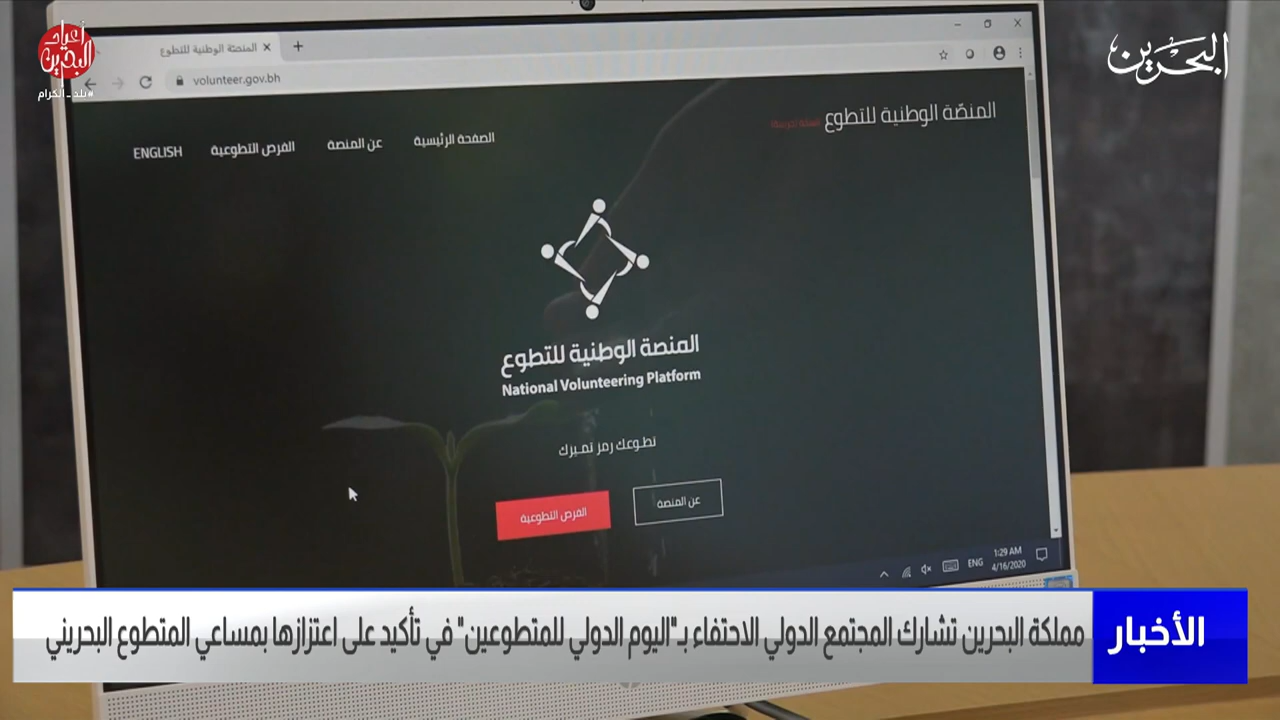 أعياد
البحرين
#بلد_الكرام
البحرين
المنصّة الوطنية للتطوع
volunteer.gov.bh
المنصّة الوطنية للتطوع
الصفحة الرئيسية
عن المنصة
الفرص التطوعية
ENGLISH
المنصة الوطنية للتطوع
National Volunteering Platform
تطوعك رمز تميزك
عن المنصة
الفرص التطوعية
ENG
1:29 AM
4/16/2020
الأخبار
مملكة البحرين تشارك المجتمع الدولي الاحتفاء بـ"اليوم الدولي للمتطوعين" في تأكيد على اعتزازها بمساعي المتطوع البحريني